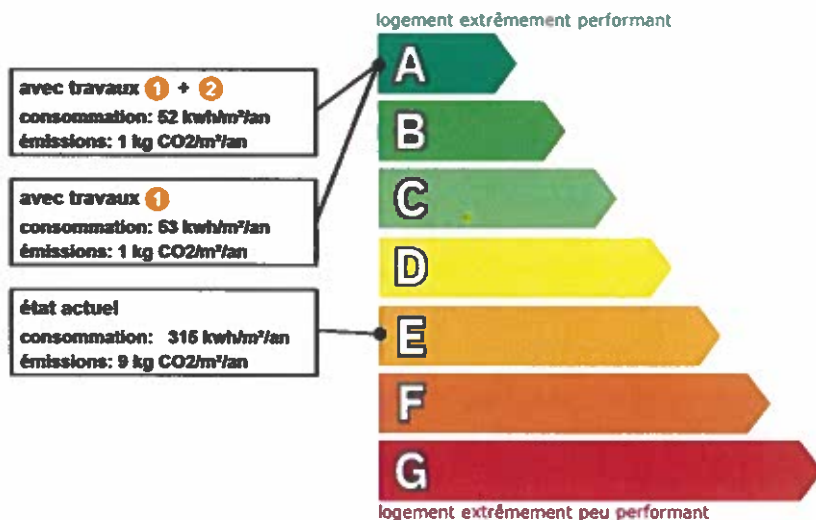 logement extrêmement performant
A
avec travaux 1 + 2
consommation: 52 kwh/m²/an
émissions: 1 kg CO2/m²/an
B
avec travaux 1
consommation: 53 kwh/m²/an
émissions: 1 kg CO2/m²/an
C
D
état actuel
consommation: 315 kwh/m²/an
émissions: 9 kg CO2/m²/an
E
F
G
logement extrêmement peu performant